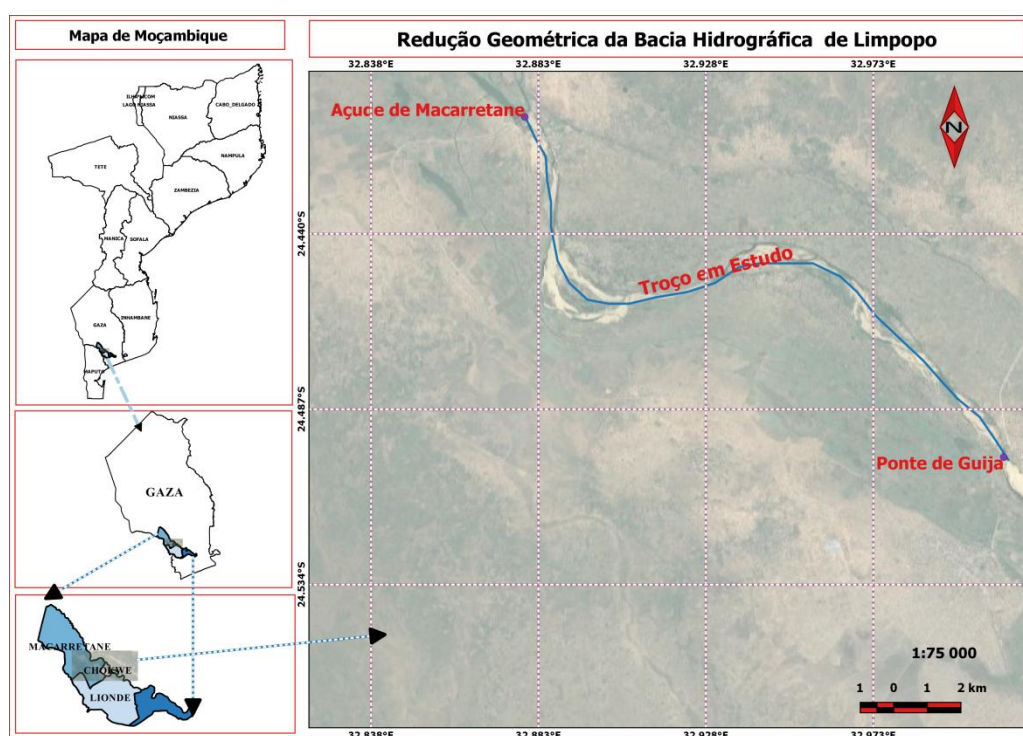 Mapa de Moçambique
Redução Geométrica da Bacia Hidrográfica de Limpopo
NIASSA
CABO_DELGADO
NAMPULA
TETE
ZAMBEZIA
MANICA
SOFALA
GAZA
INHAMBANE
MAPUTO
GAZA
MACARRETANE
CHOKWE
LIONDE
32.838°E
32.883°E
32.928°E
32.973°E
Açude de Macarretane
N
24.440°S
Troço em Estudo
24.487°S
Ponte de Guija
24.534°S
1:75 000
1 0 1 2 km
32.838°E
32.883°E
32.928°E
32.973°E